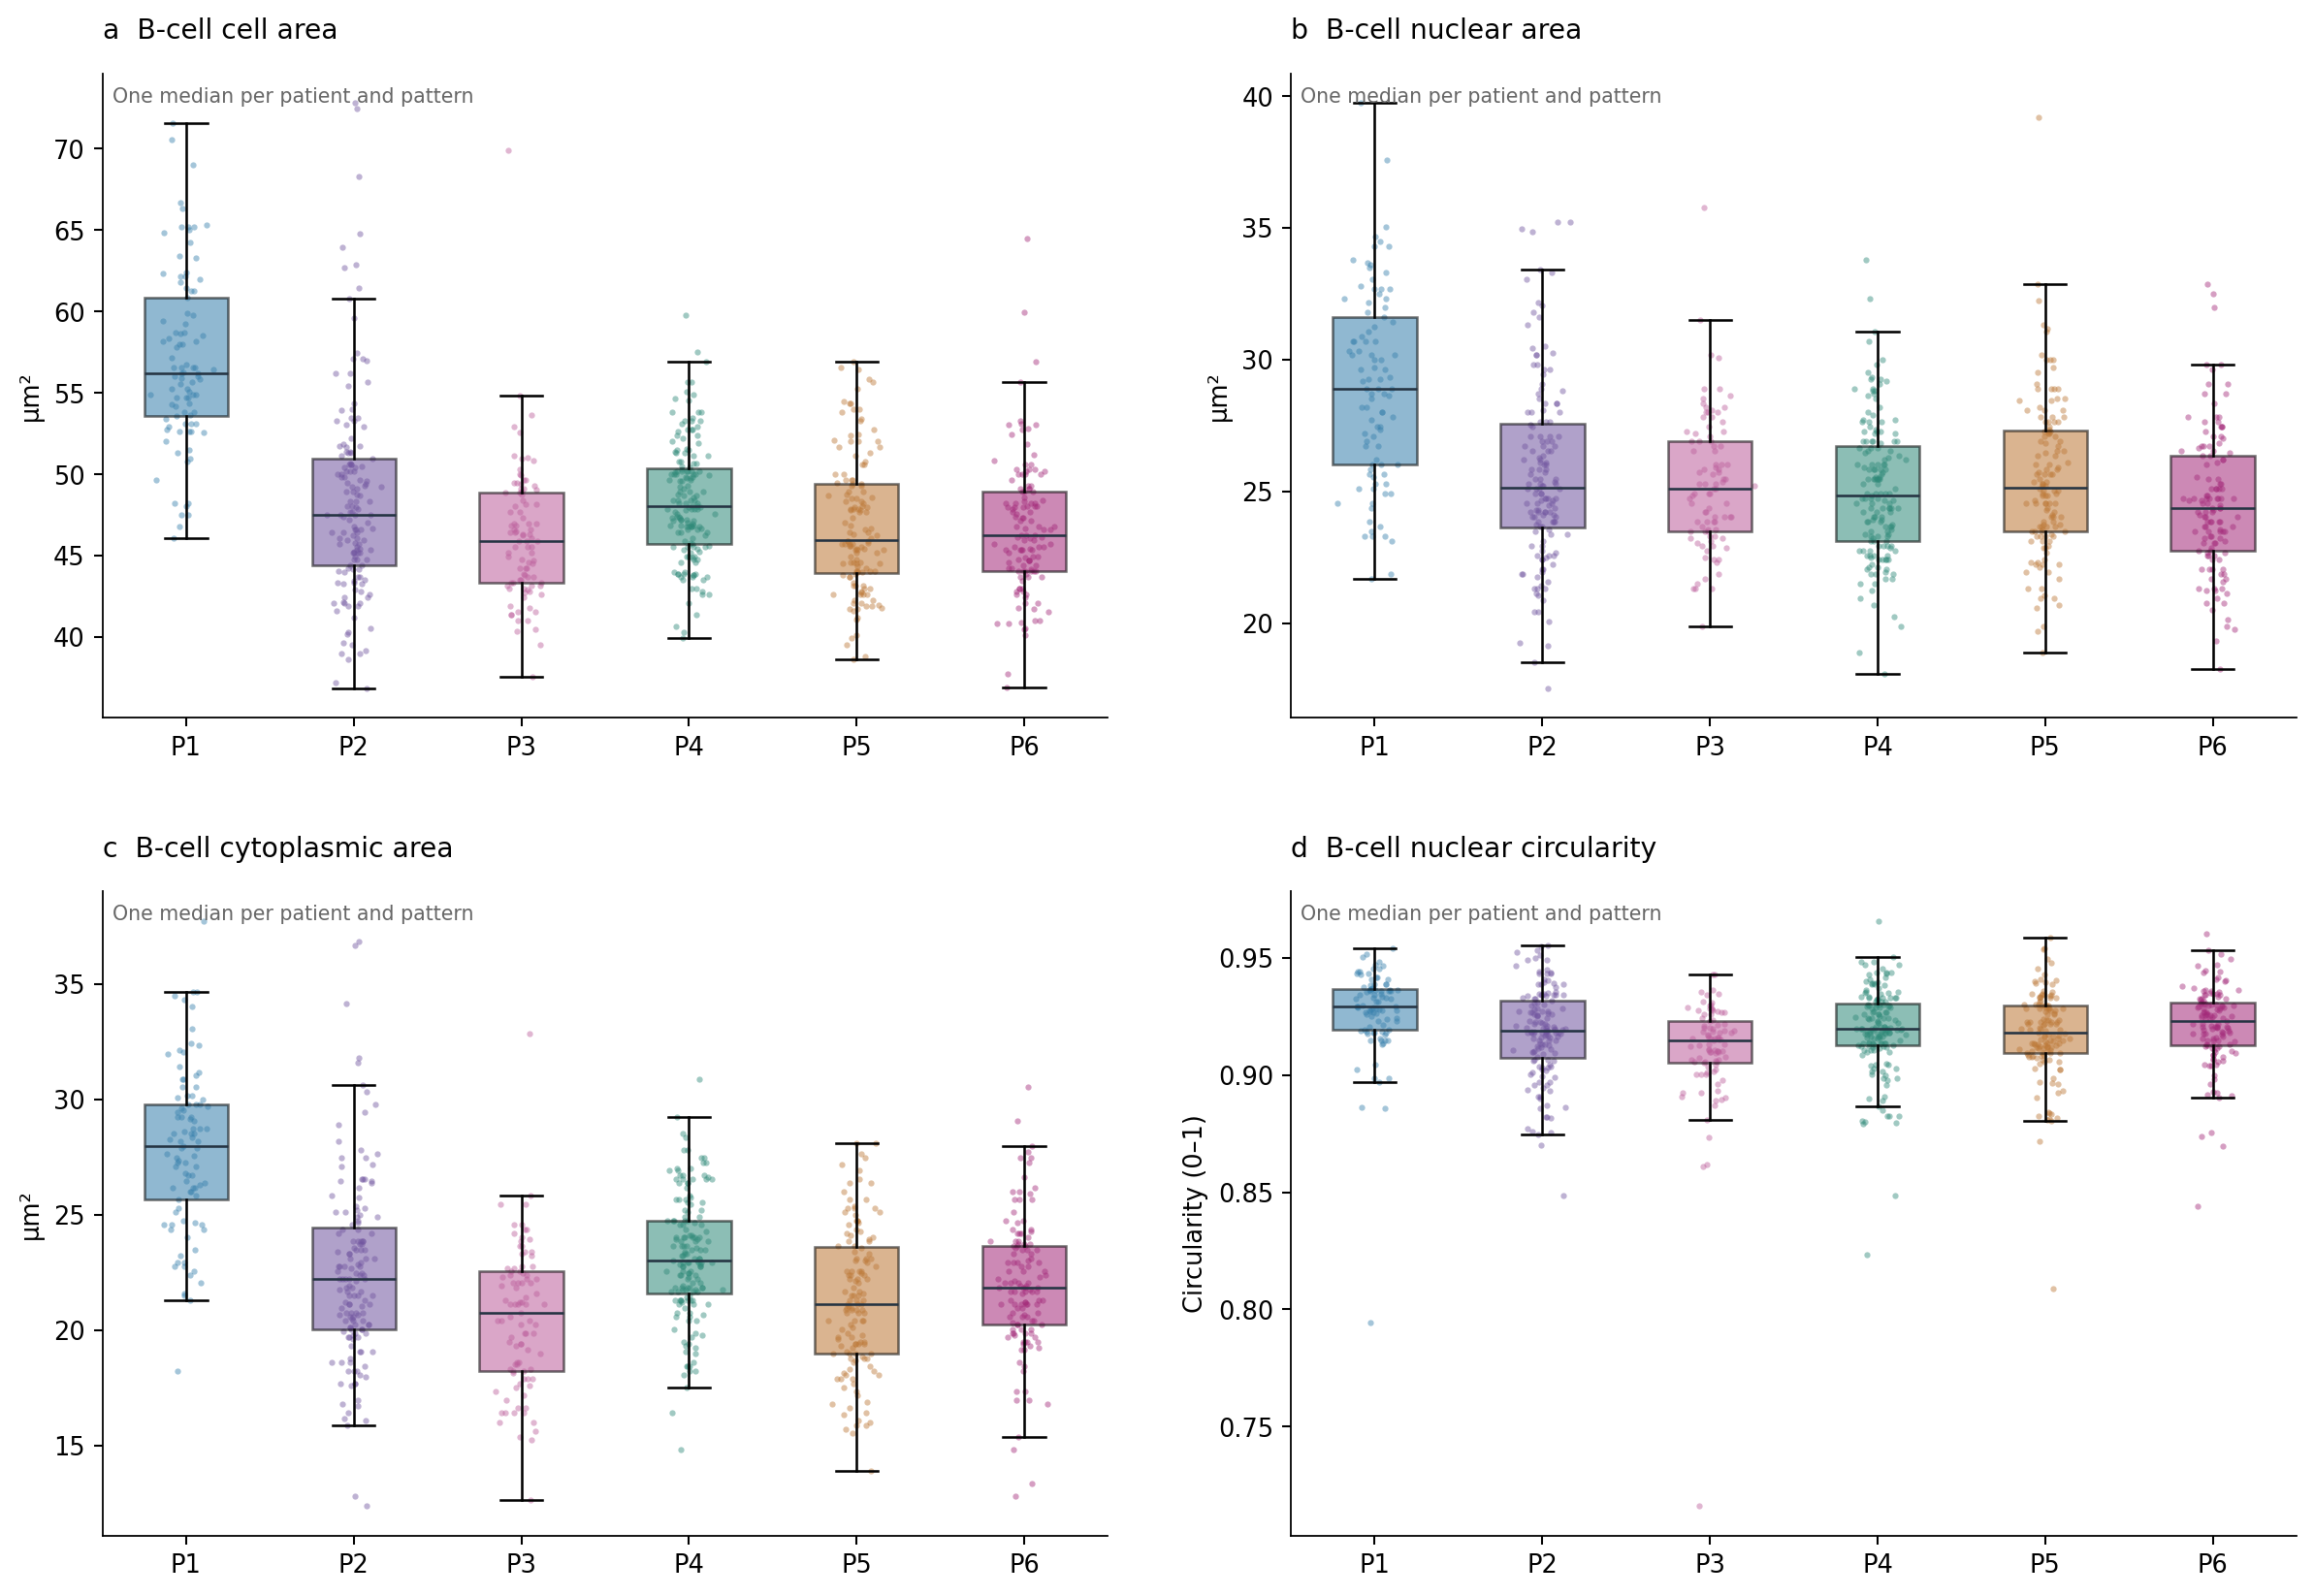 a  B-cell cell area
One median per patient and pattern
70
65
60
55
50
45
40
µm²
P1 P2 P3 P4 P5 P6
b  B-cell nuclear area
One median per patient and pattern
40
35
30
25
20
µm²
P1 P2 P3 P4 P5 P6
c  B-cell cytoplasmic area
One median per patient and pattern
35
30
25
20
15
µm²
P1 P2 P3 P4 P5 P6
d  B-cell nuclear circularity
One median per patient and pattern
0.95
0.90
0.85
0.80
0.75
Circularity (0–1)
P1 P2 P3 P4 P5 P6